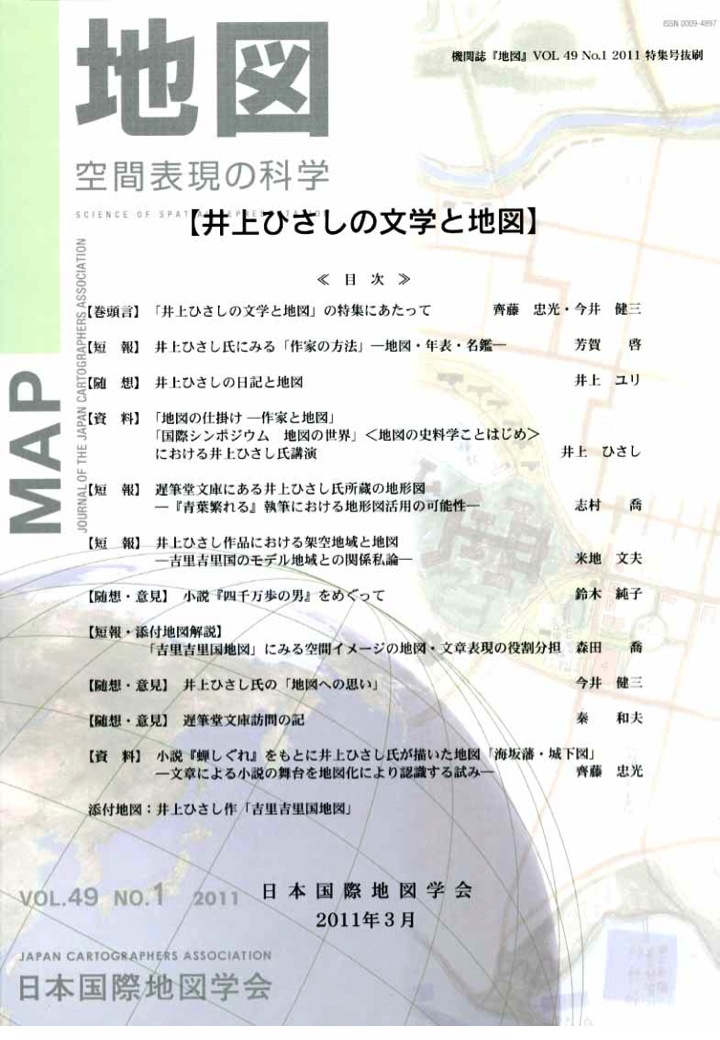 ISSN 0009-4897
機関誌『地図』VOL 49 No.1 2011 特集号抜刷
地図
空間表現の科学
SCIENCE OF SPATIAL REPRESENTATION
【井上ひさしの文学と地図】
≪ 目 次 ≫
【巻頭言】「井上ひさしの文学と地図」の特集にあたって 齊藤 忠光・今井 健三
【短 報】 井上ひさし氏にみる「作家の方法」―地図・年表・名鑑― 芳賀 啓
【随 想】 井上ひさしの日記と地図 井上 ユリ
【資 料】「地図の仕掛け ―作家と地図」
「国際シンポジウム 地図の世界」＜地図の史料学ことはじめ＞
における井上ひさし氏講演 井上 ひさし
【短 報】 遅筆堂文庫にある井上ひさし氏所蔵の地形図
―『青葉繁れる』執筆における地形図活用の可能性― 志村 喬
【短 報】 井上ひさし作品における架空地域と地図
―吉里吉里国のモデル地域との関係私論― 米地 文夫
【随想・意見】 小説『四千万歩の男』をめぐって 鈴木 純子
【短報・添付地図解説】
「吉里吉里国地図」にみる空間イメージの地図・文章表現の役割分担 森田 喬
【随想・意見】 井上ひさし氏の「地図への思い」 今井 健三
【随想・意見】 遅筆堂文庫訪問の記 秦 和夫
【資 料】 小説『蝉しぐれ』をもとに井上ひさし氏が描いた地図「海坂藩・城下図」
―文章による小説の舞台を地図化により認識する試み― 齊藤 忠光
添付地図：井上ひさし作「吉里吉里国地図」
MAP
JOURNAL OF THE JAPAN CARTOGRAPHERS ASSOCIATION
VOL.49 NO.1 2011
日本国際地図学会
2011年３月
JAPAN CARTOGRAPHERS ASSOCIATION
日本国際地図学会